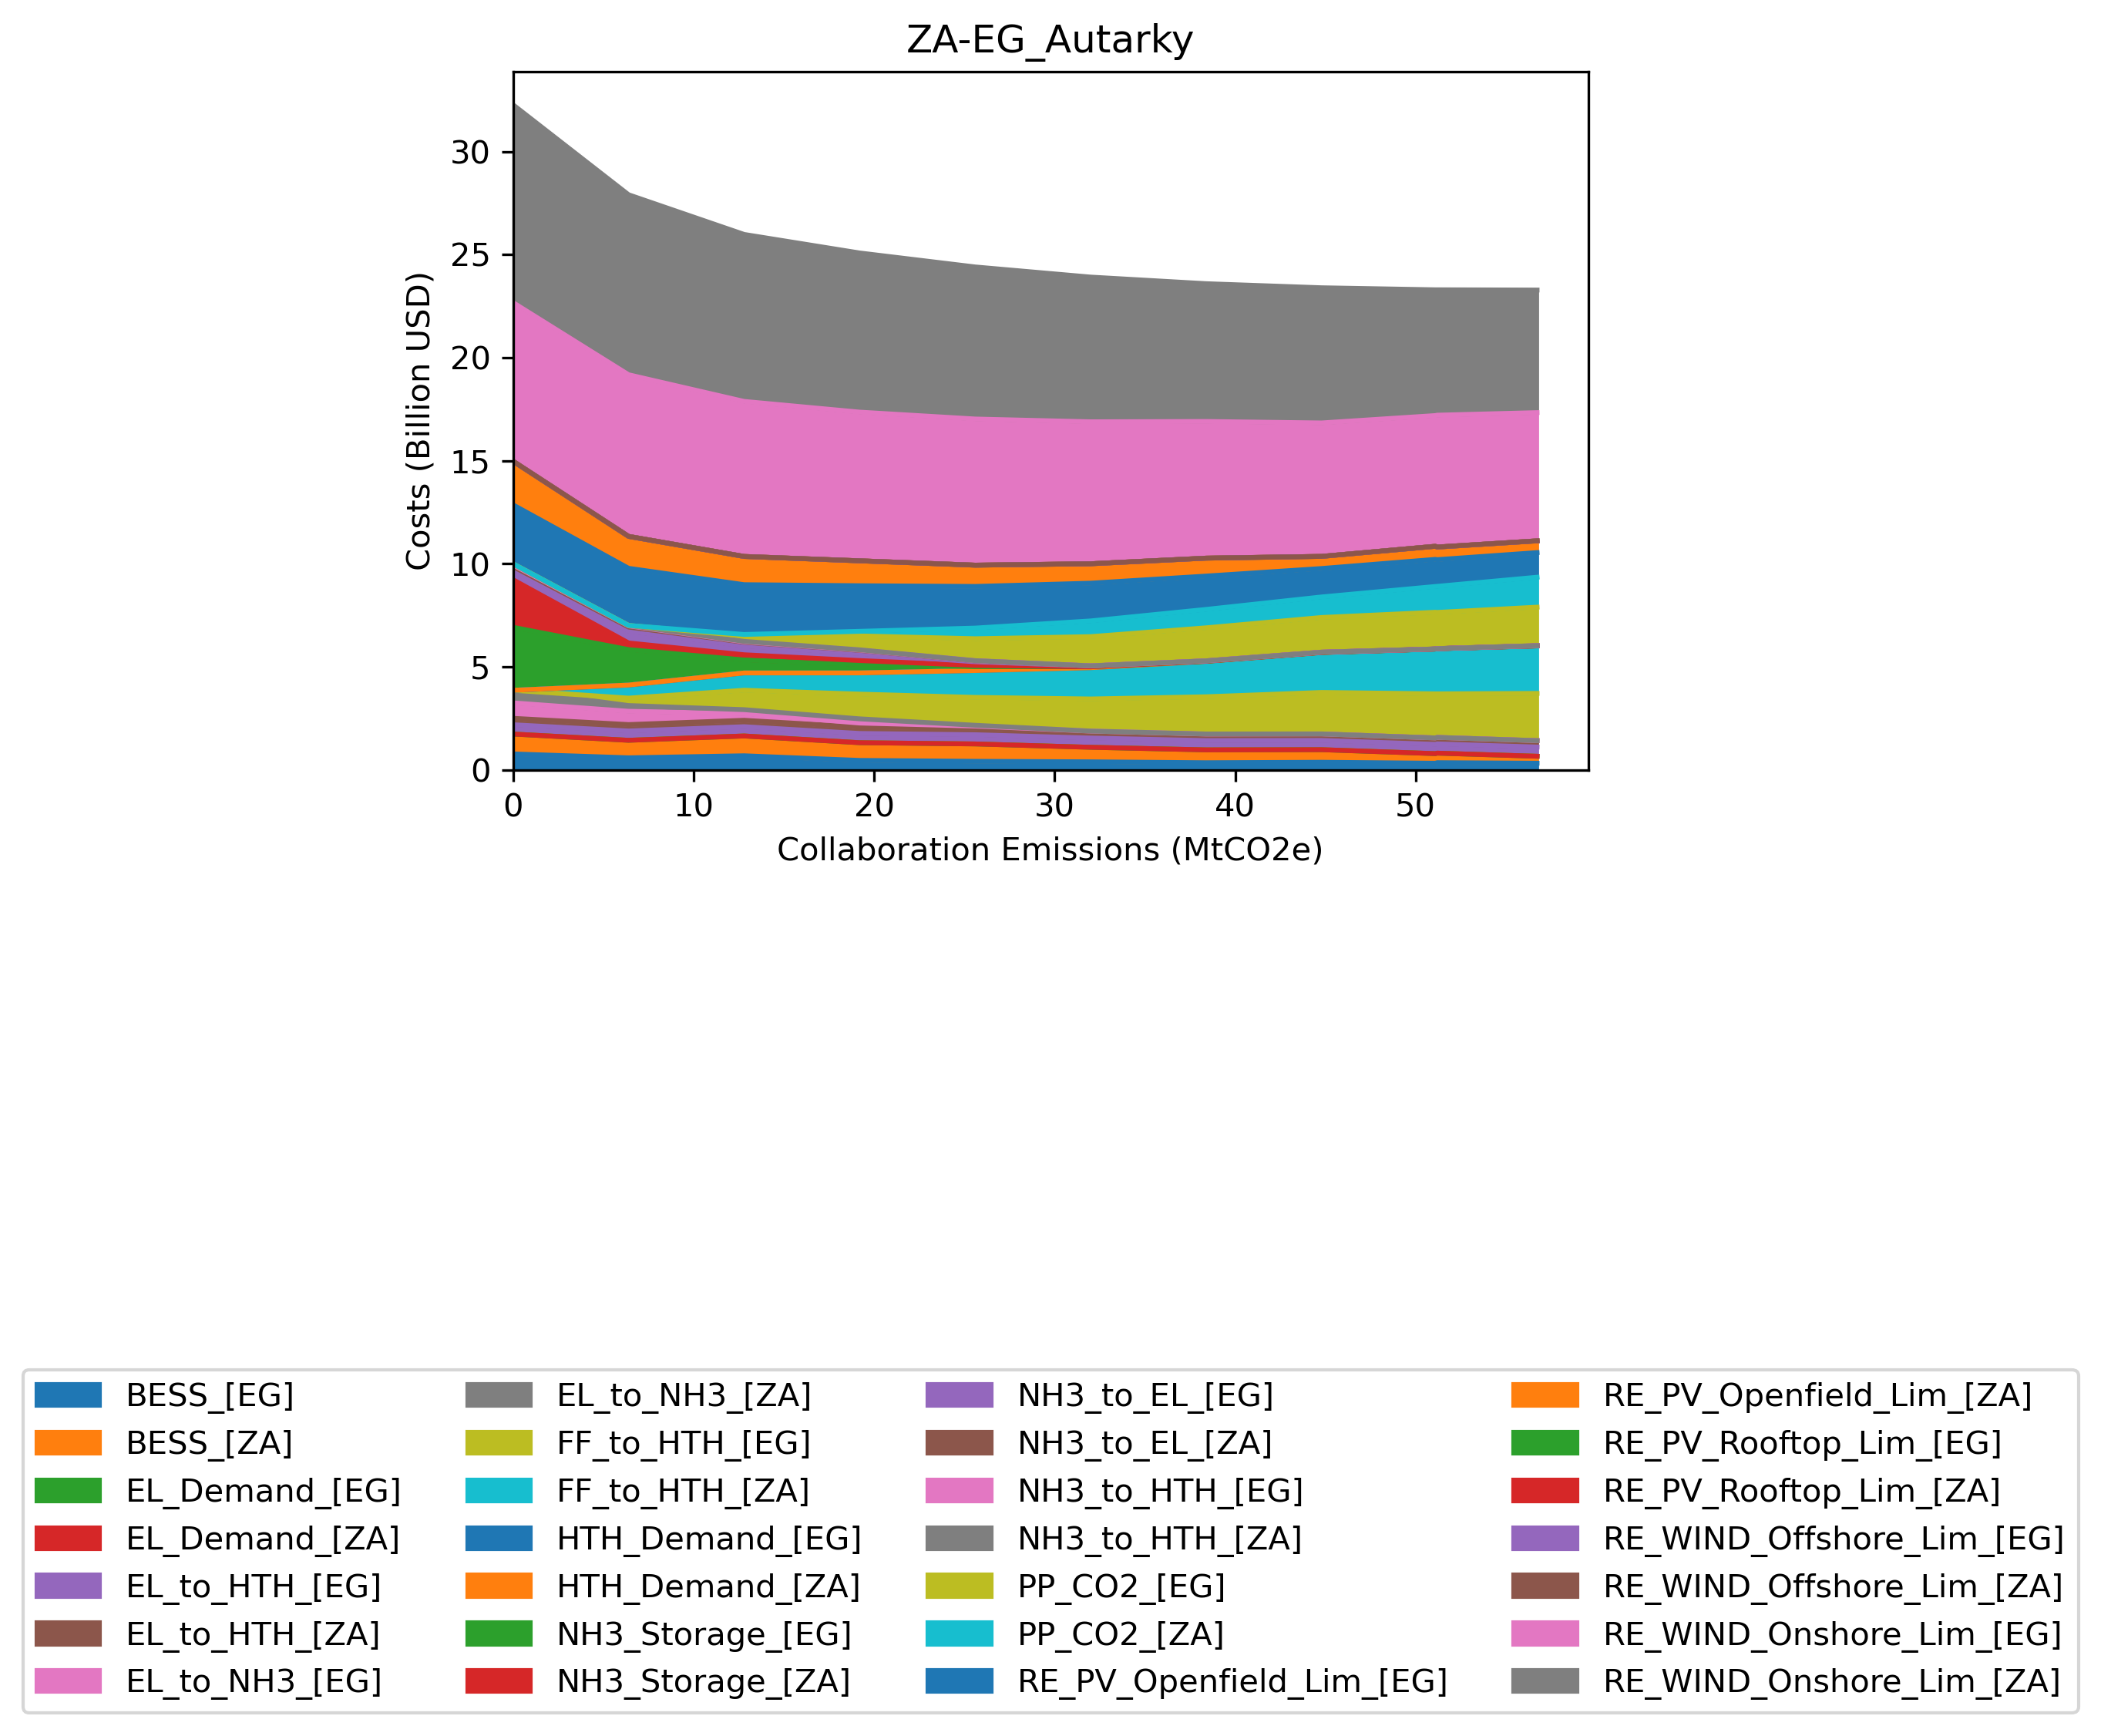 ZA-EG_Autarky
Costs (Billion USD)
30
25
20
15
10
5
0
0 10 20 30 40 50
Collaboration Emissions (MtCO2e)
BESS_[EG]
BESS_[ZA]
EL_Demand_[EG]
EL_Demand_[ZA]
EL_to_HTH_[EG]
EL_to_HTH_[ZA]
EL_to_NH3_[EG]
EL_to_NH3_[ZA]
FF_to_HTH_[EG]
FF_to_HTH_[ZA]
HTH_Demand_[EG]
HTH_Demand_[ZA]
NH3_Storage_[EG]
NH3_Storage_[ZA]
NH3_to_EL_[EG]
NH3_to_EL_[ZA]
NH3_to_HTH_[EG]
NH3_to_HTH_[ZA]
PP_CO2_[EG]
PP_CO2_[ZA]
RE_PV_Openfield_Lim_[EG]
RE_PV_Openfield_Lim_[ZA]
RE_PV_Rooftop_Lim_[EG]
RE_PV_Rooftop_Lim_[ZA]
RE_WIND_Offshore_Lim_[EG]
RE_WIND_Offshore_Lim_[ZA]
RE_WIND_Onshore_Lim_[EG]
RE_WIND_Onshore_Lim_[ZA]